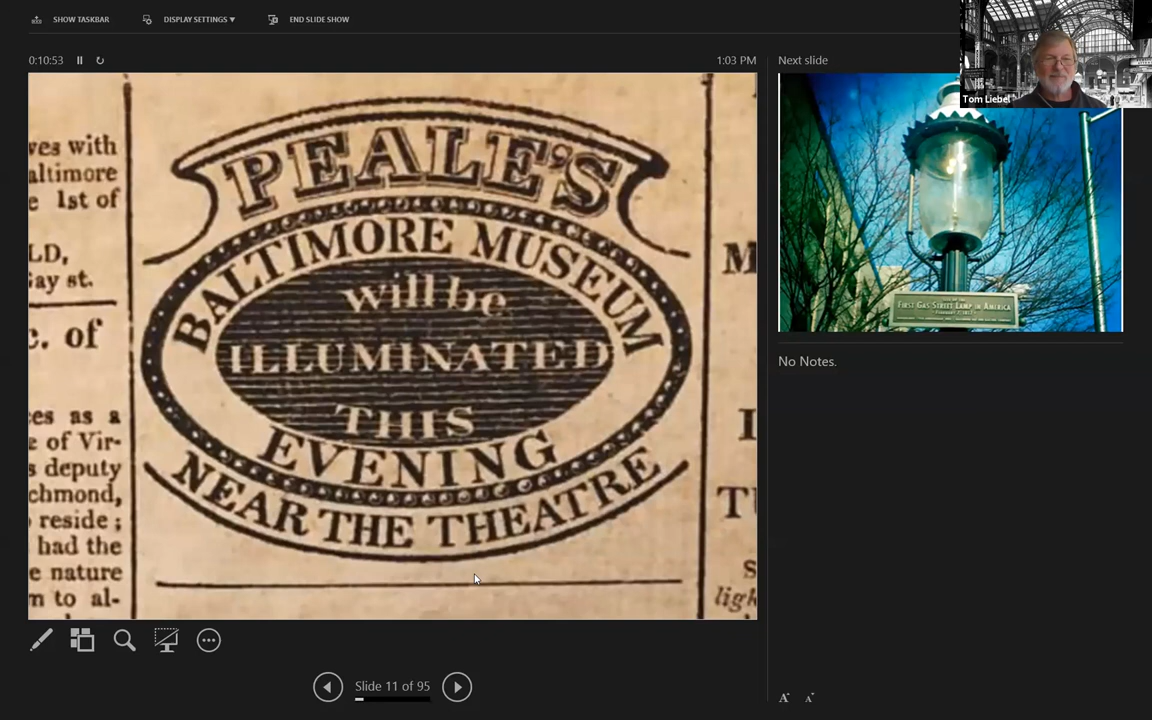 SHOW TASKBAR
DISPLAY SETTINGS ▼
END SLIDE SHOW
0:10:53
1:03 PM
Next slide
Tom Liebel
ves with
altimore
e 1st of
LD,
Gay st.
c. of
ces as a
e of Vir-
s deputy
chmond,
reside ;
had the
e nature
m to al-
PEALE'S
BALTIMORE MUSEUM
will be
ILLUMINATED
THIS
EVENING
NEAR THE THEATRE
M
I
TU
S
ligh
FIRST GAS STREET LAMP IN AMERICA
No Notes.
Slide 11 of 95
A
A